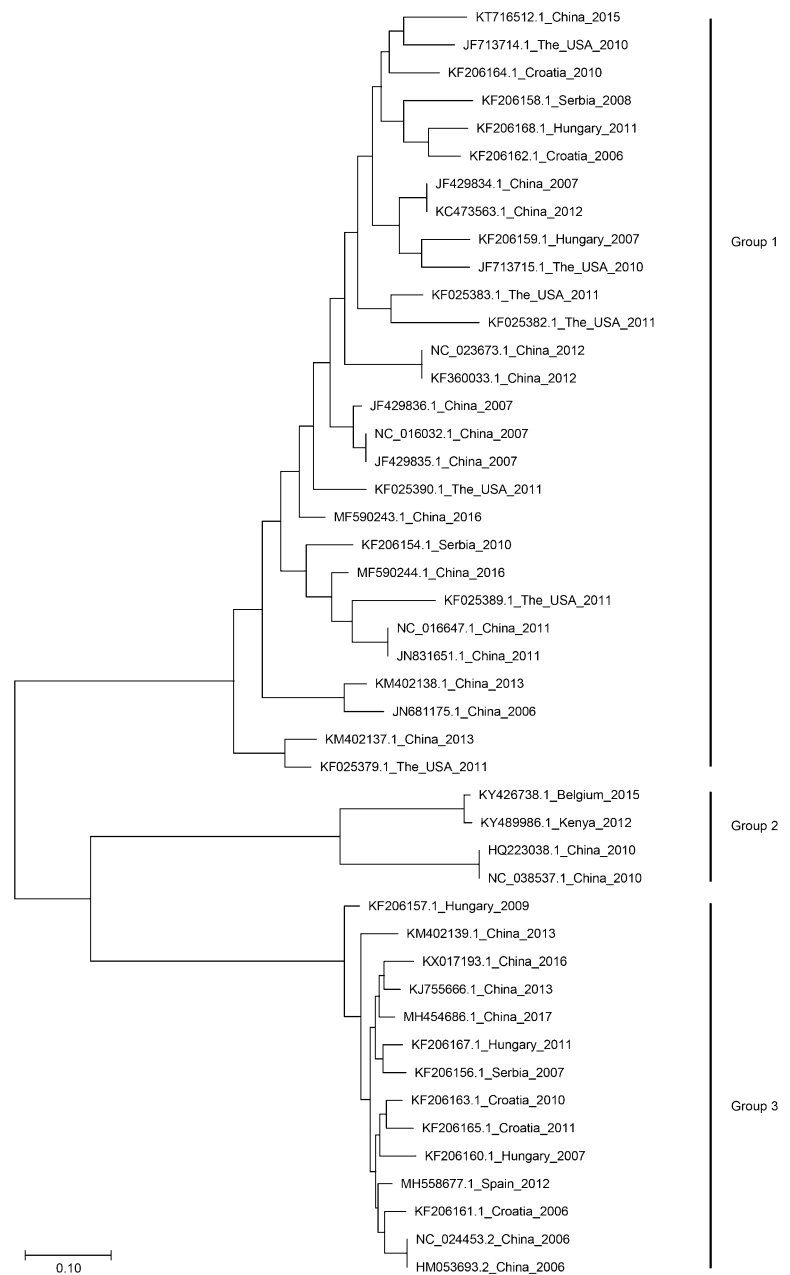 KT716512.1_China_2015
JF713714.1_The_USA_2010
KF206164.1_Croatia_2010
KF206158.1_Serbia_2008
KF206168.1_Hungary_2011
KF206162.1_Croatia_2006
JF429834.1_China_2007
KC473563.1_China_2012
KF206159.1_Hungary_2007
Group 1
JF713715.1_The_USA_2010
KF025383.1_The_USA_2011
KF025382.1_The_USA_2011
NC_023673.1_China_2012
KF360033.1_China_2012
JF429836.1_China_2007
NC_016032.1_China_2007
JF429835.1_China_2007
KF025390.1_The_USA_2011
MF590243.1_China_2016
KF206154.1_Serbia_2010
MF590244.1_China_2016
KF025389.1_The_USA_2011
NC_016647.1_China_2011
JN831651.1_China_2011
KM402138.1_China_2013
JN681175.1_China_2006
KM402137.1_China_2013
KF025379.1_The_USA_2011
KY426738.1_Belgium_2015
KY489986.1_Kenya_2012
Group 2
HQ223038.1_China_2010
NC_038537.1_China_2010
KF206157.1_Hungary_2009
KM402139.1_China_2013
KX017193.1_China_2016
KJ755666.1_China_2013
MH454686.1_China_2017
KF206167.1_Hungary_2011
KF206156.1_Serbia_2007
KF206163.1_Croatia_2010
Group 3
KF206165.1_Croatia_2011
KF206160.1_Hungary_2007
MH558677.1_Spain_2012
KF206161.1_Croatia_2006
NC_024453.2_China_2006
HM053693.2_China_2006
0.10